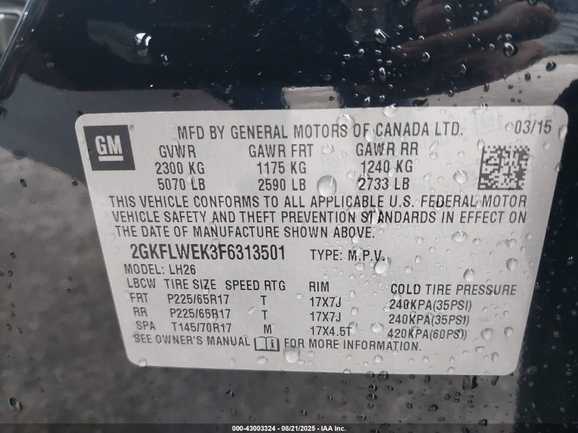 GM
MFD BY GENERAL MOTORS OF CANADA LTD. 03/15
GVWR GAWR FRT GAWR RR
2300 KG 1175 KG 1240 KG
5070 LB 2590 LB 2733 LB
THIS VEHICLE CONFORMS TO ALL APPLICABLE U.S. FEDERAL MOTOR
VEHICLE SAFETY AND THEFT PREVENTION STANDARDS IN EFFECT ON
THE DATE OF MANUFACTURE SHOWN ABOVE.
2GKFLWEK3F6313501 TYPE: M.P.V.
MODEL: LH26
LBCW TIRE SIZE SPEED RTG RIM COLD TIRE PRESSURE
FRT P225/65R17 T 17X7J 240KPA(35PSI)
RR P225/65R17 T 17X7J 240KPA(35PSI)
SPA T145/70R17 M 17X4.5T 420KPA(60PSI)
SEE OWNER'S MANUAL FOR MORE INFORMATION.
000-43003324 - 08/21/2025 - IAA Inc.